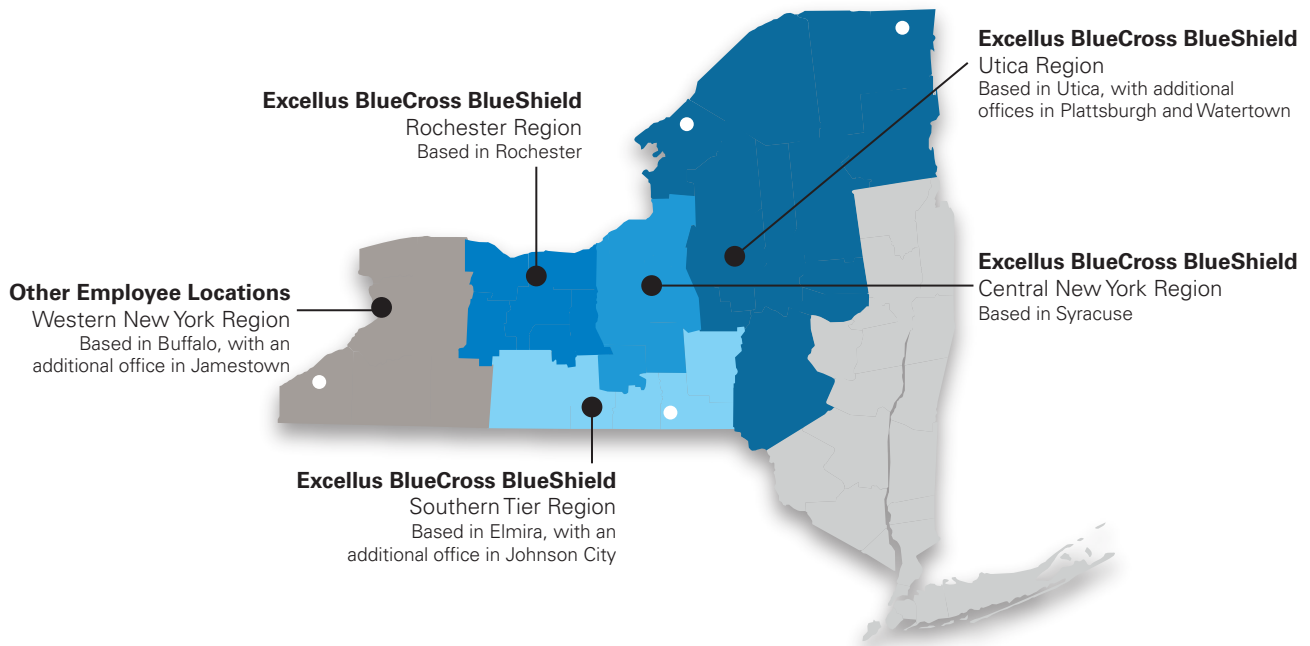 Excellus BlueCross BlueShield
Utica Region
Based in Utica, with additional
offices in Plattsburgh and Watertown
Excellus BlueCross BlueShield
Rochester Region
Based in Rochester
Excellus BlueCross BlueShield
Central New York Region
Based in Syracuse
Other Employee Locations
Western New York Region
Based in Buffalo, with an
additional office in Jamestown
Excellus BlueCross BlueShield
Southern Tier Region
Based in Elmira, with an
additional office in Johnson City